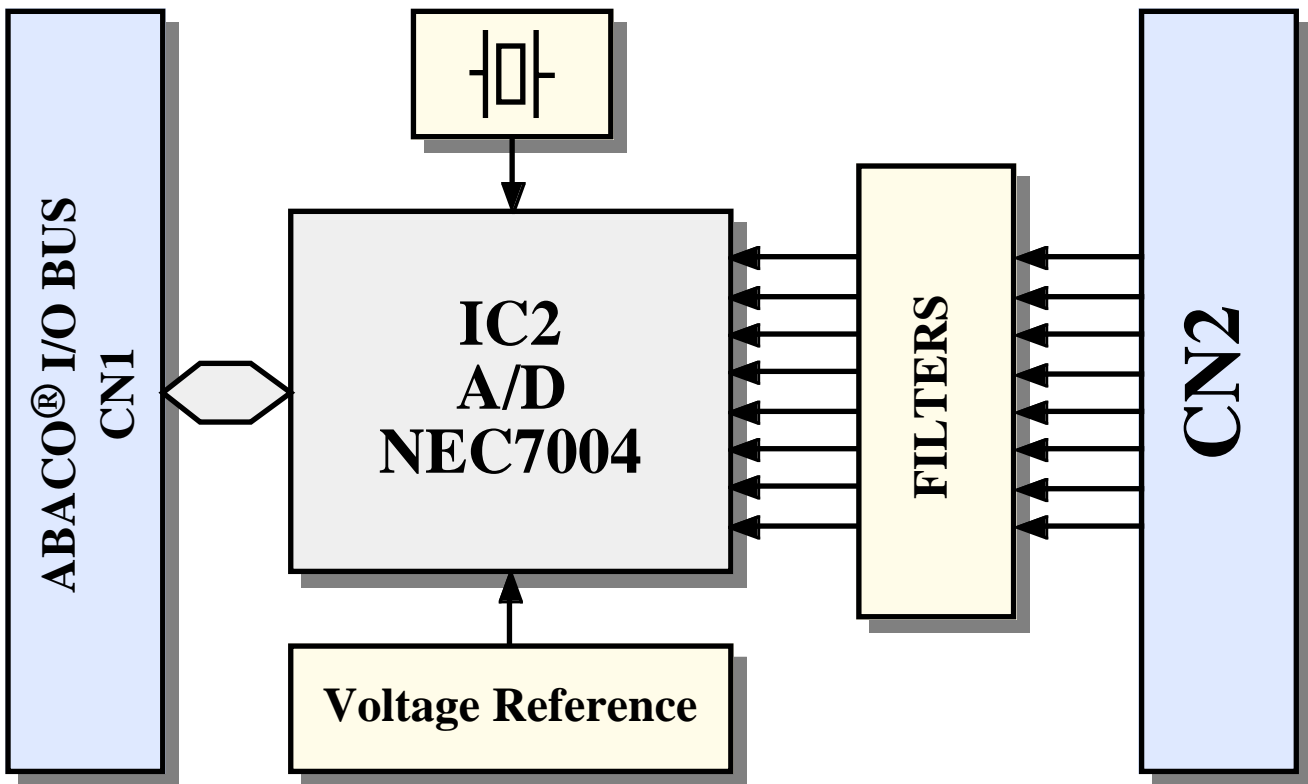 ABACO® I/O BUS
CN1
IC2
A/D
NEC7004
FILTERS
CN2
Voltage Reference